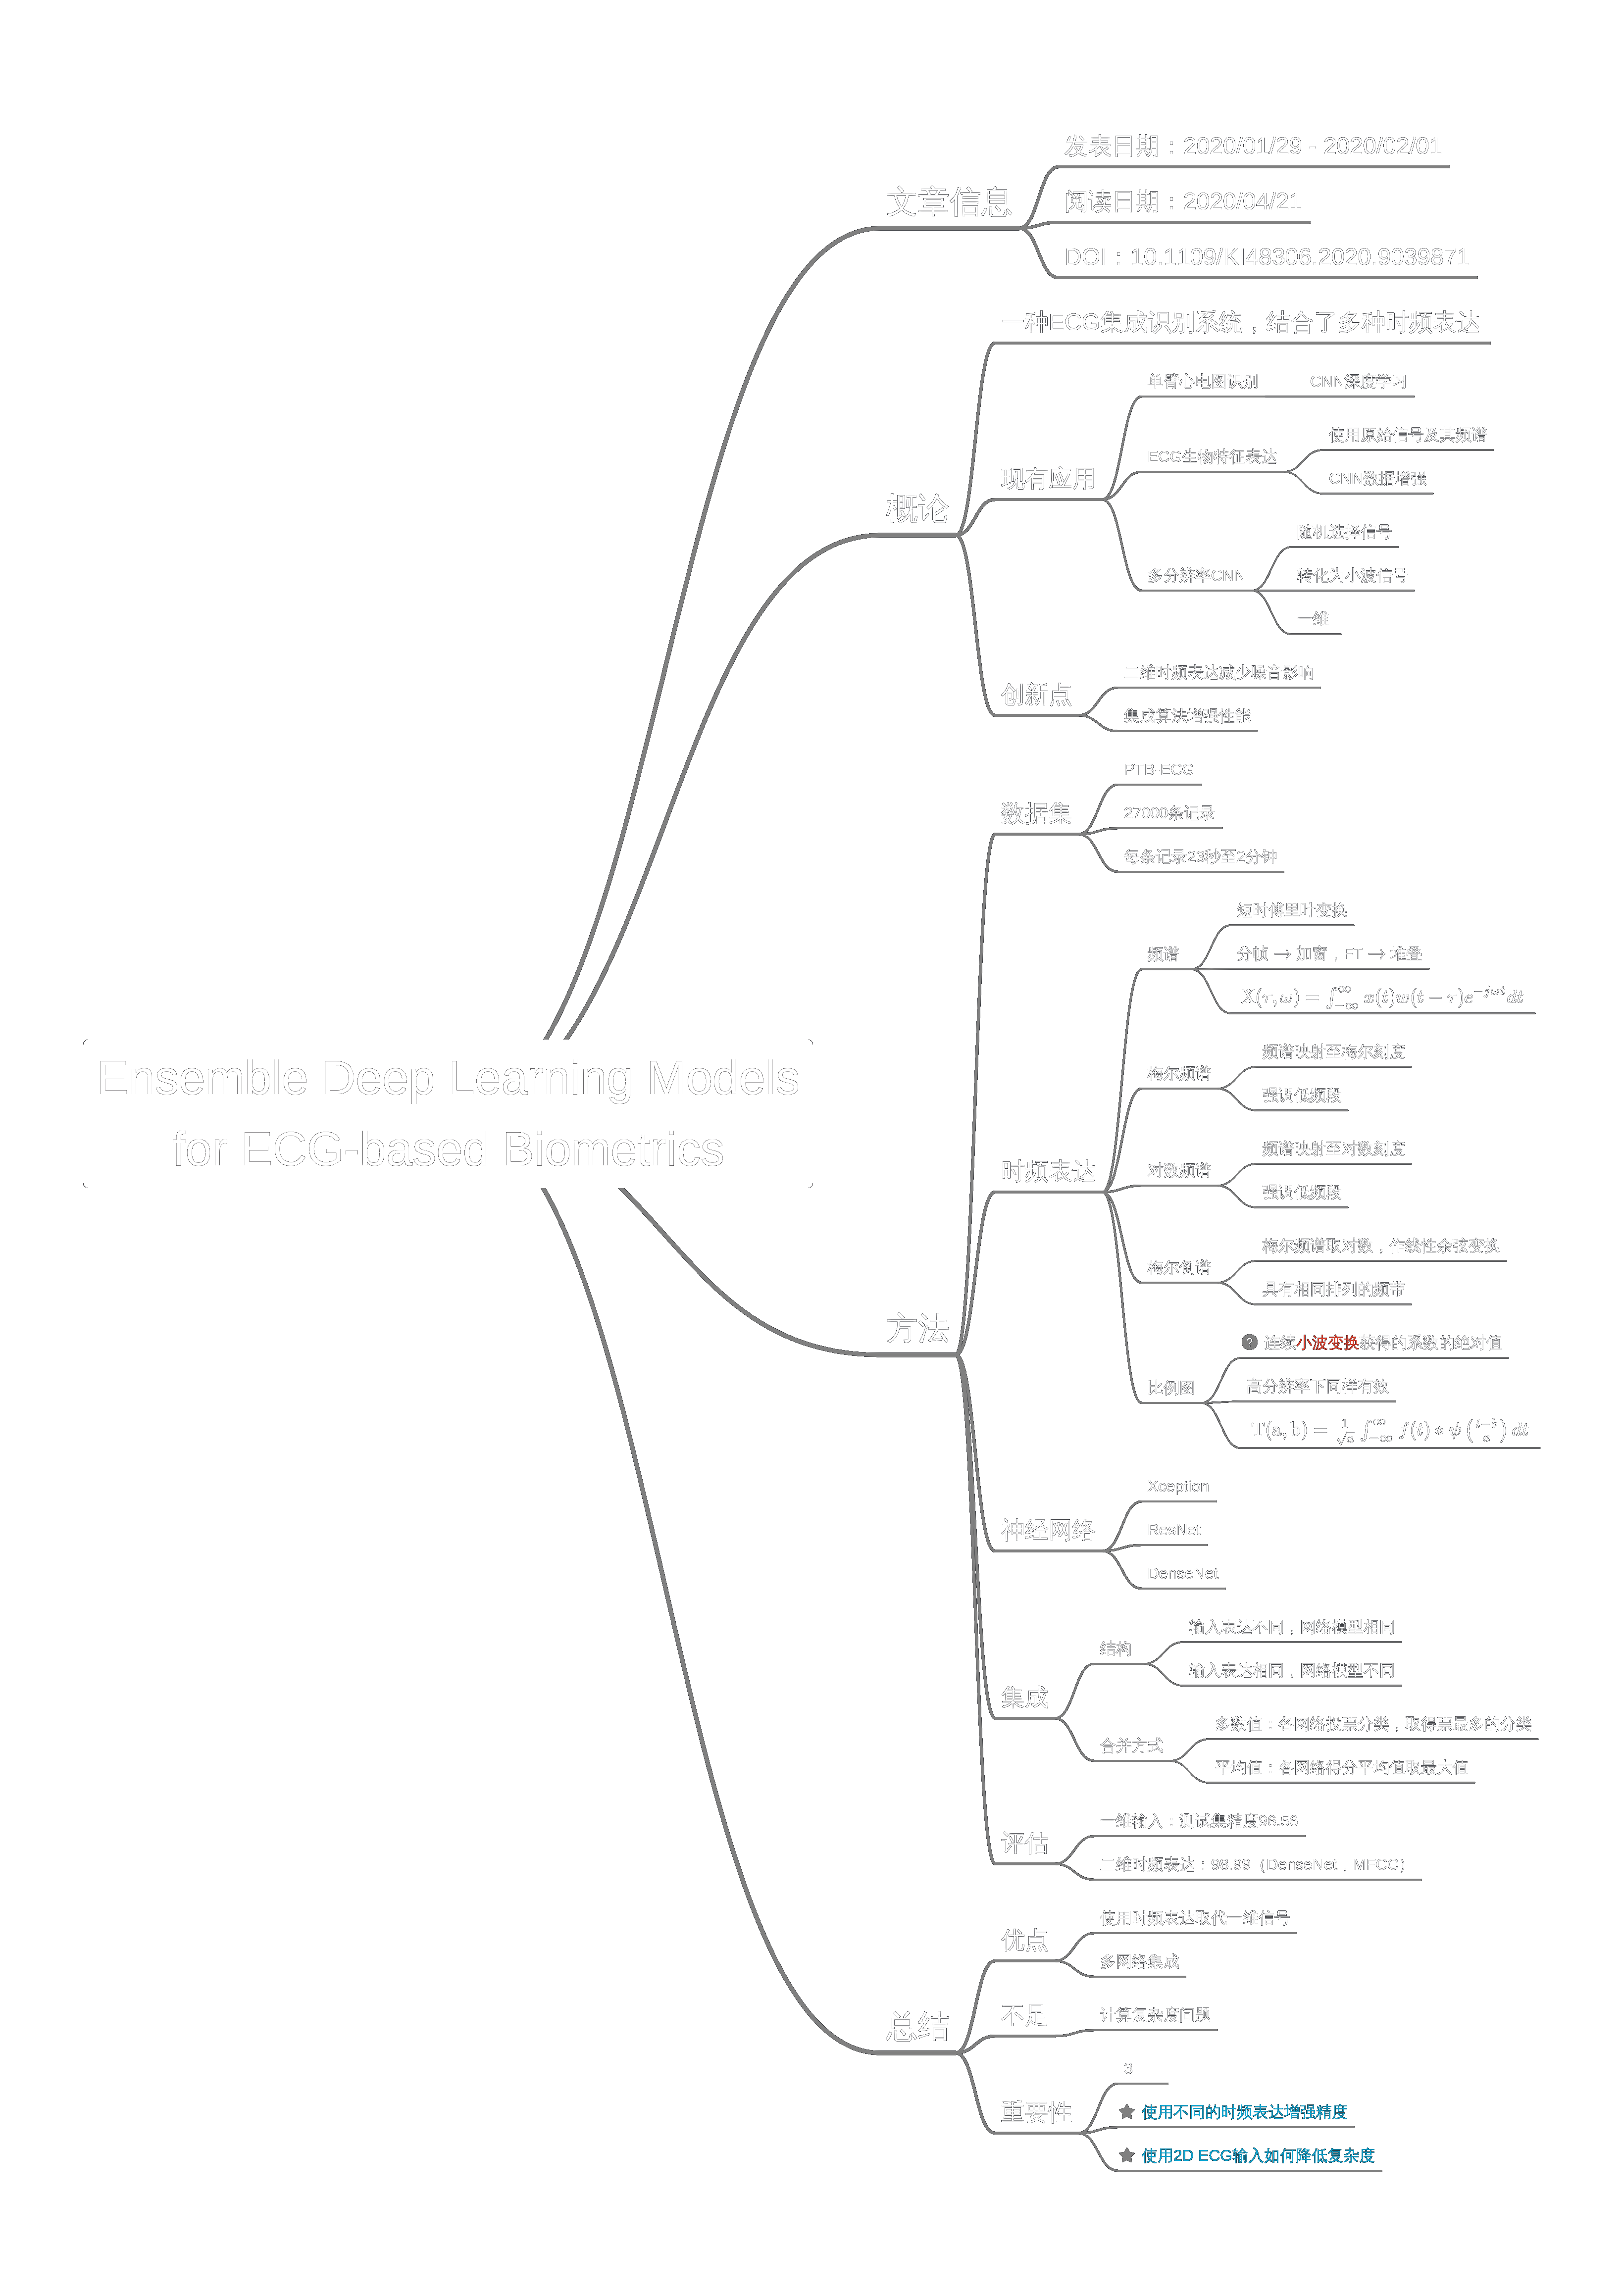 Ensemble Deep Learning Models
for ECG-based Biometrics
文章信息
发表日期：2020/01/29 - 2020/02/01
阅读日期：2020/04/21
DOI：10.1109/KI48306.2020.9039871
概论
一种ECG集成识别系统，结合了多种时频表达
现有应用
单臂心电图识别
CNN深度学习
ECG生物特征表达
使用原始信号及其频谱
CNN数据增强
多分辨率CNN
随机选择信号
转化为小波信号
一维
创新点
二维时频表达减少噪音影响
集成算法增强性能
方法
数据集
PTB-ECG
27000条记录
每条记录23秒至2分钟
时频表达
频谱
短时傅里叶变换
分帧 → 加窗，FT → 堆叠
X(τ, ω) = ∫_{-∞}^{∞} x(t)w(t − τ)e^{−jωt}dt
梅尔频谱
频谱映射至梅尔刻度
强调低频段
对数频谱
频谱映射至对数刻度
强调低频段
梅尔倒谱
梅尔频谱取对数，作线性余弦变换
具有相同排列的频带
比例图
连续小波变换获得的系数的绝对值
高分辨率下同样有效
T(a, b) = 1/√a ∫_{-∞}^{∞} f(t) * ψ((t−b)/a) dt
神经网络
Xception
ResNet
DenseNet
集成
结构
输入表达不同，网络模型相同
输入表达相同，网络模型不同
合并方式
多数值：各网络投票分类，取得票最多的分类
平均值：各网络得分平均值取最大值
评估
一维输入：测试集精度96.56
二维时频表达：98.99（DenseNet，MFCC）
总结
优点
使用时频表达取代一维信号
多网络集成
不足
计算复杂度问题
重要性
3
使用不同的时频表达增强精度
使用2D ECG输入如何降低复杂度